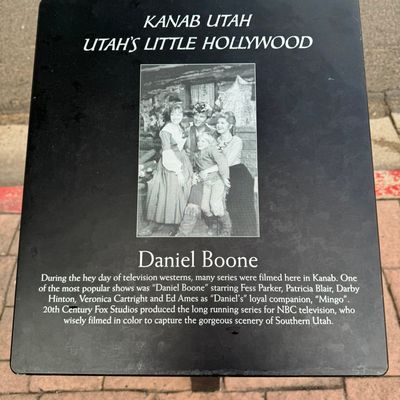 KANAB UTAH
UTAH'S LITTLE HOLLYWOOD
Daniel Boone
During the hey day of television westerns, many series were filmed here in Kanab. One
of the most popular shows was "Daniel Boone" starring Fess Parker, Patricia Blair, Darby
Hinton, Veronica Cartright and Ed Ames as "Daniel's" loyal companion, "Mingo".
20th Century Fox Studios produced the long running series for NBC television, who
wisely filmed in color to capture the gorgeous scenery of Southern Utah.